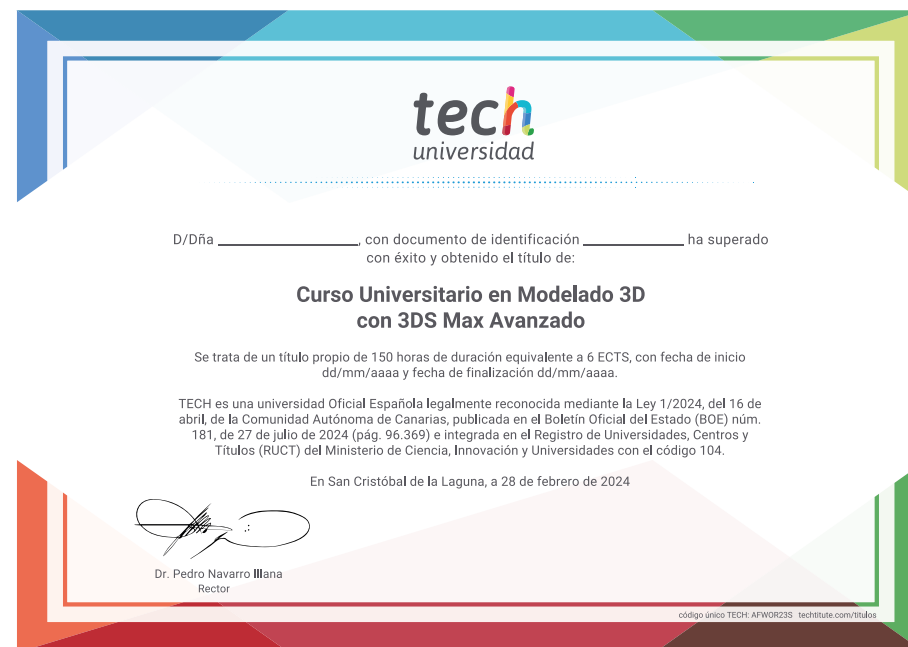 tech
universidad
D/Dña ____________________, con documento de identificación ______________ ha superado
con éxito y obtenido el título de:
Curso Universitario en Modelado 3D
con 3DS Max Avanzado
Se trata de un título propio de 150 horas de duración equivalente a 6 ECTS, con fecha de inicio
dd/mm/aaaa y fecha de finalización dd/mm/aaaa.
TECH es una universidad Oficial Española legalmente reconocida mediante la Ley 1/2024, del 16 de
abril, de la Comunidad Autónoma de Canarias, publicada en el Boletín Oficial del Estado (BOE) núm.
181, de 27 de julio de 2024 (pág. 96.369) e integrada en el Registro de Universidades, Centros y
Títulos (RUCT) del Ministerio de Ciencia, Innovación y Universidades con el código 104.
En San Cristóbal de la Laguna, a 28 de febrero de 2024
Dr. Pedro Navarro Illana
Rector
código único TECH: AFWOR23S techtitute.com/titulos